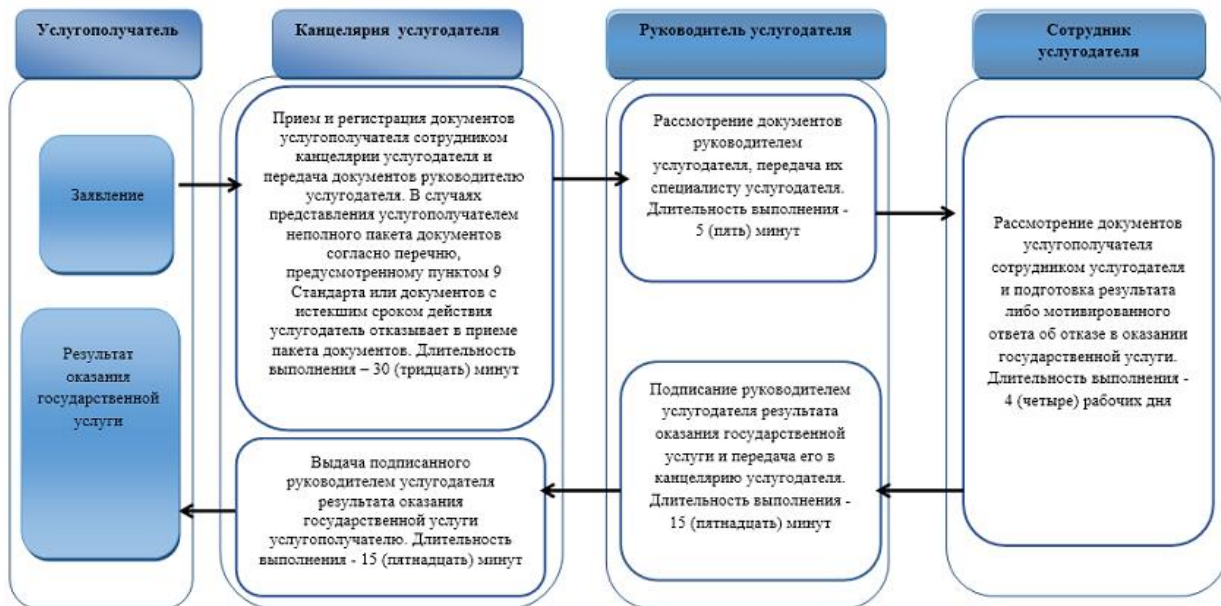 Услугополучатель
Канцелярия услугодателя
Руководитель услугодателя
Сотрудник
услугодателя
Заявление
Прием и регистрация документов
услугополучателя сотрудником
канцелярии услугодателя и
передача документов руководителю
услугодателя. В случаях
представления услугополучателем
неполного пакета документов
согласно перечню,
предусмотренному пунктом 9
Стандарта или документов с
истекшим сроком действия
услугодатель отказывает в приеме
пакета документов. Длительность
выполнения – 30 (тридцать) минут
Рассмотрение документов
руководителем
услугодателя, передача их
специалисту услугодателя.
Длительность выполнения -
5 (пять) минут
Рассмотрение документов
услугополучателя
сотрудником услугодателя
и подготовка результата
либо мотивированного
ответа об отказе в оказании
государственной услуги.
Длительность выполнения -
4 (четыре) рабочих дня
Подписание руководителем
услугодателя результата
оказания государственной
услуги и передача его в
канцелярию услугодателя.
Длительность выполнения -
15 (пятнадцать) минут
Выдача подписанного
руководителем услугодателя
результата оказания
государственной услуги
услугополучателю. Длительность
выполнения - 15 (пятнадцать) минут
Результат
оказания
государственной
услуги